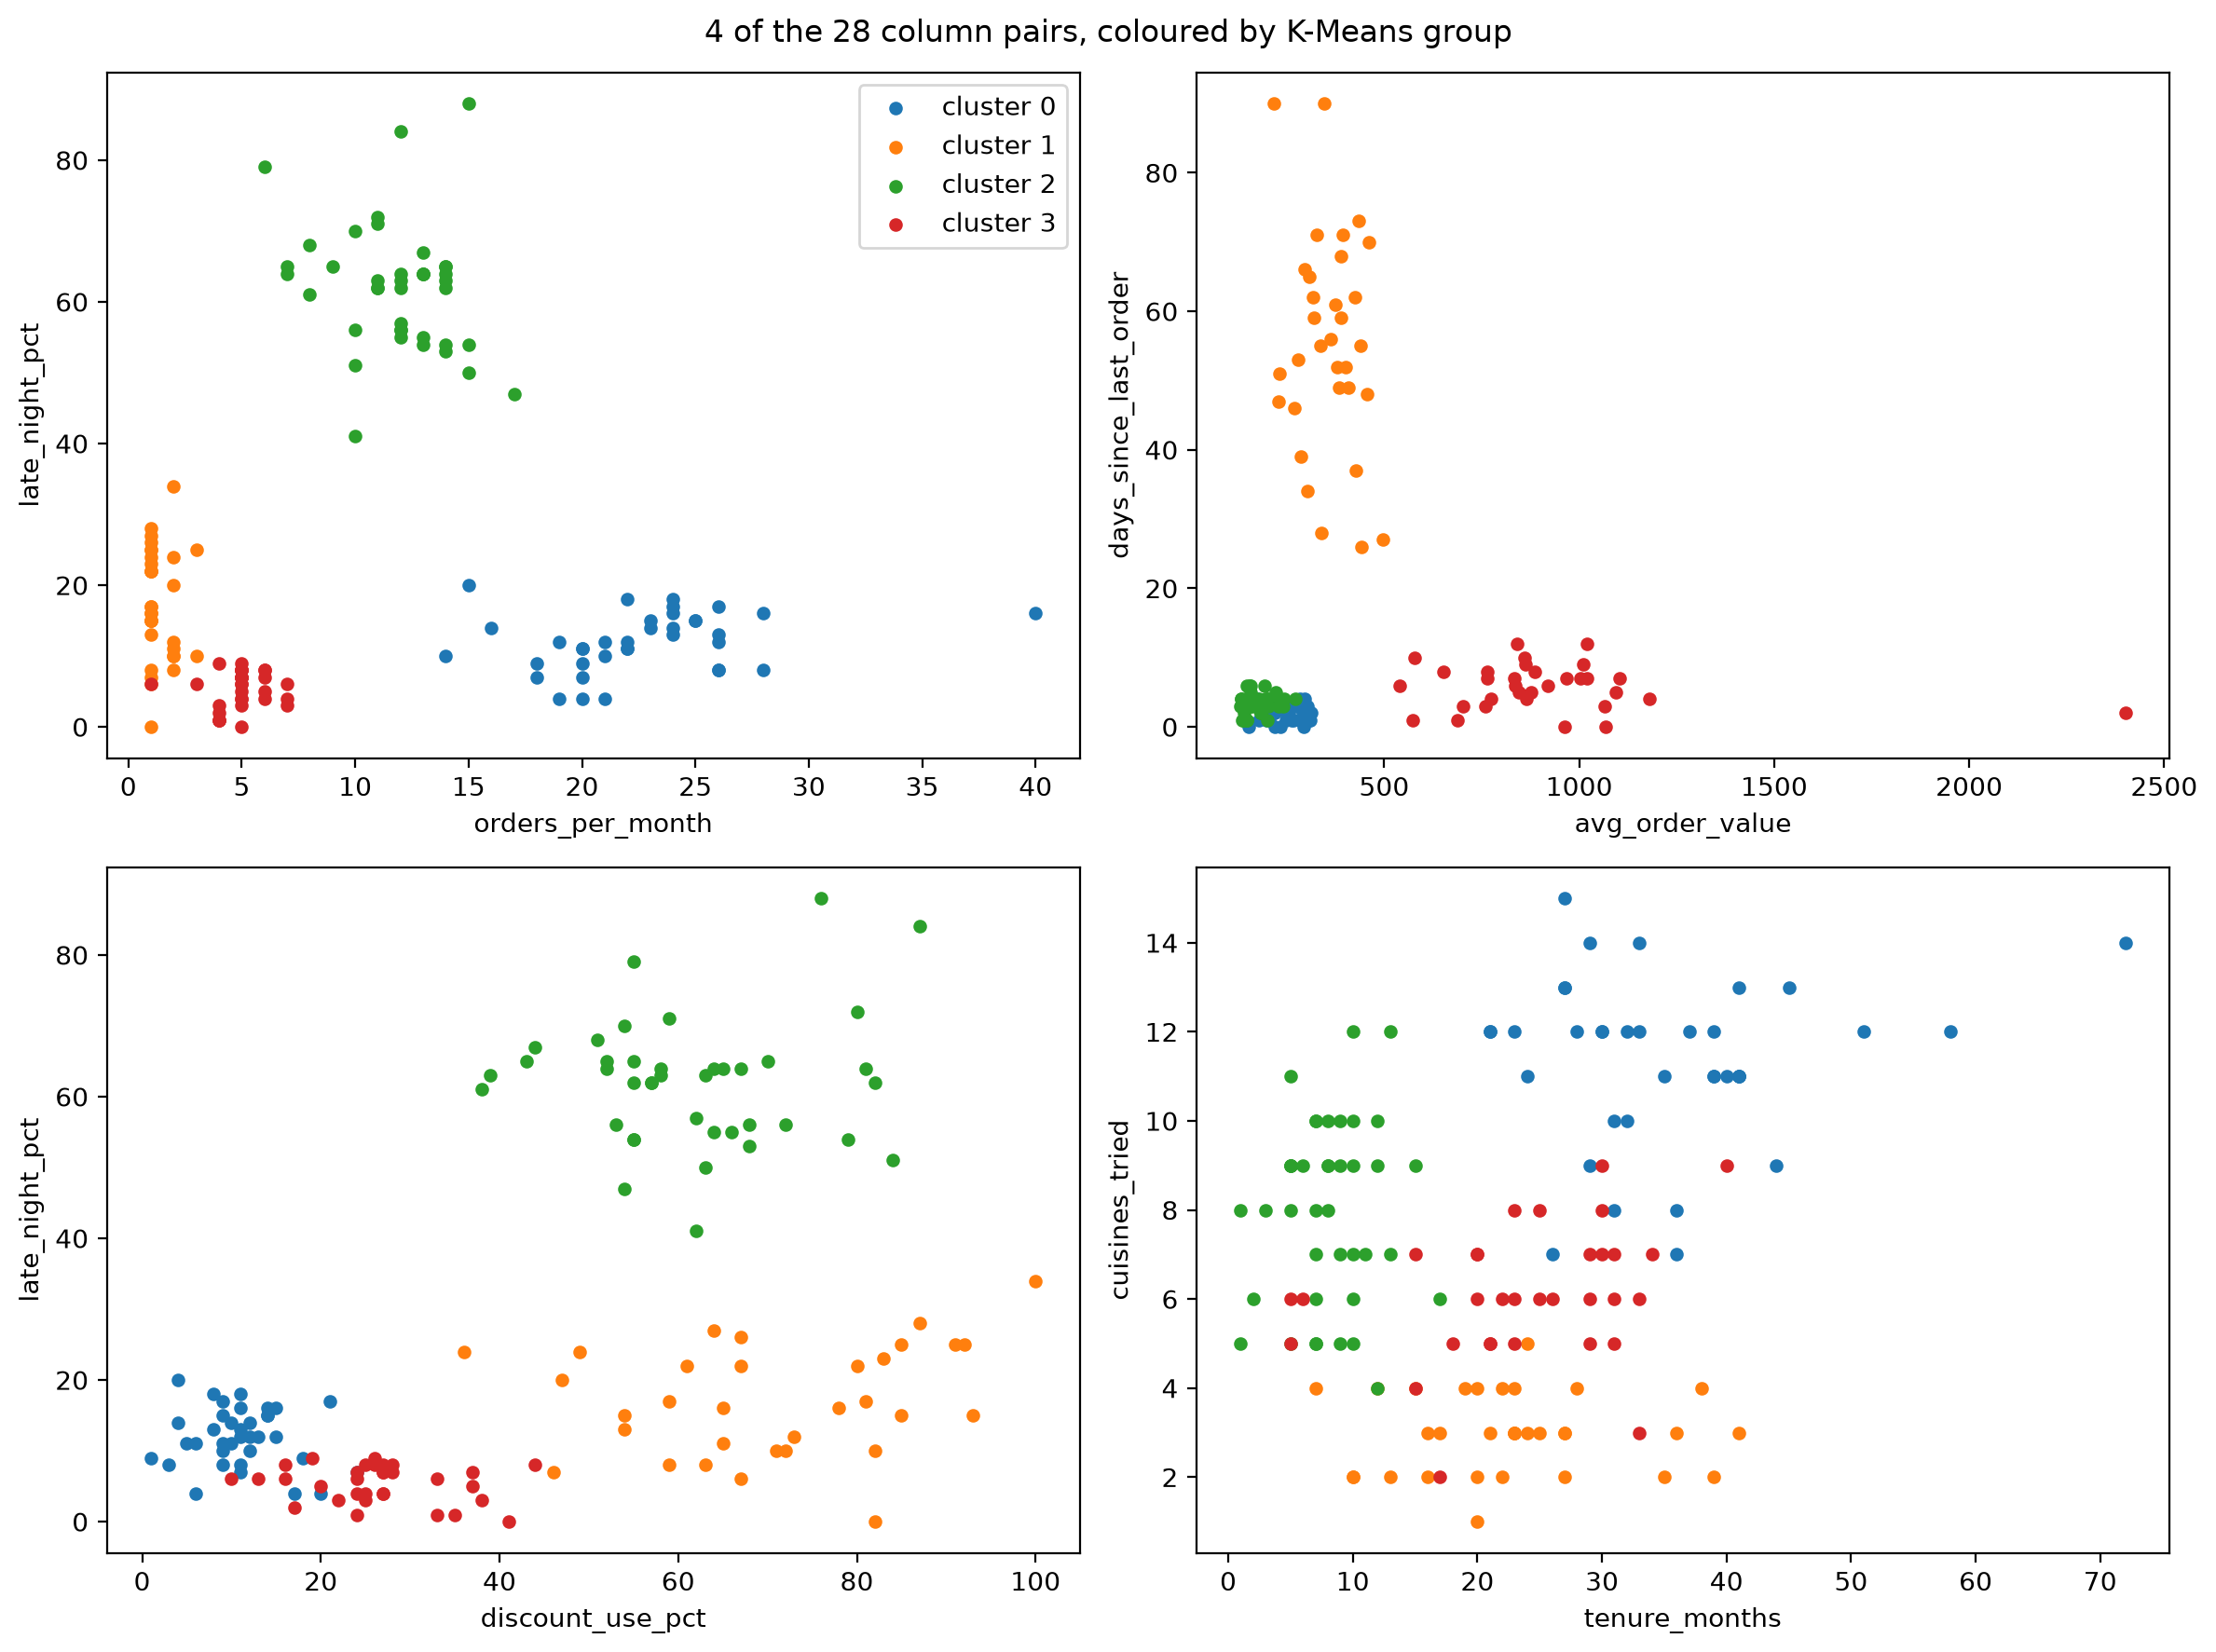 4 of the 28 column pairs, coloured by K-Means group
late_night_pct
80
60
40
20
0
0 5 10 15 20 25 30 35 40
orders_per_month
cluster 0
cluster 1
cluster 2
cluster 3
days_since_last_order
80
60
40
20
0
500 1000 1500 2000 2500
avg_order_value
late_night_pct
80
60
40
20
0
0 20 40 60 80 100
discount_use_pct
cuisines_tried
14
12
10
8
6
4
2
0 10 20 30 40 50 60 70
tenure_months